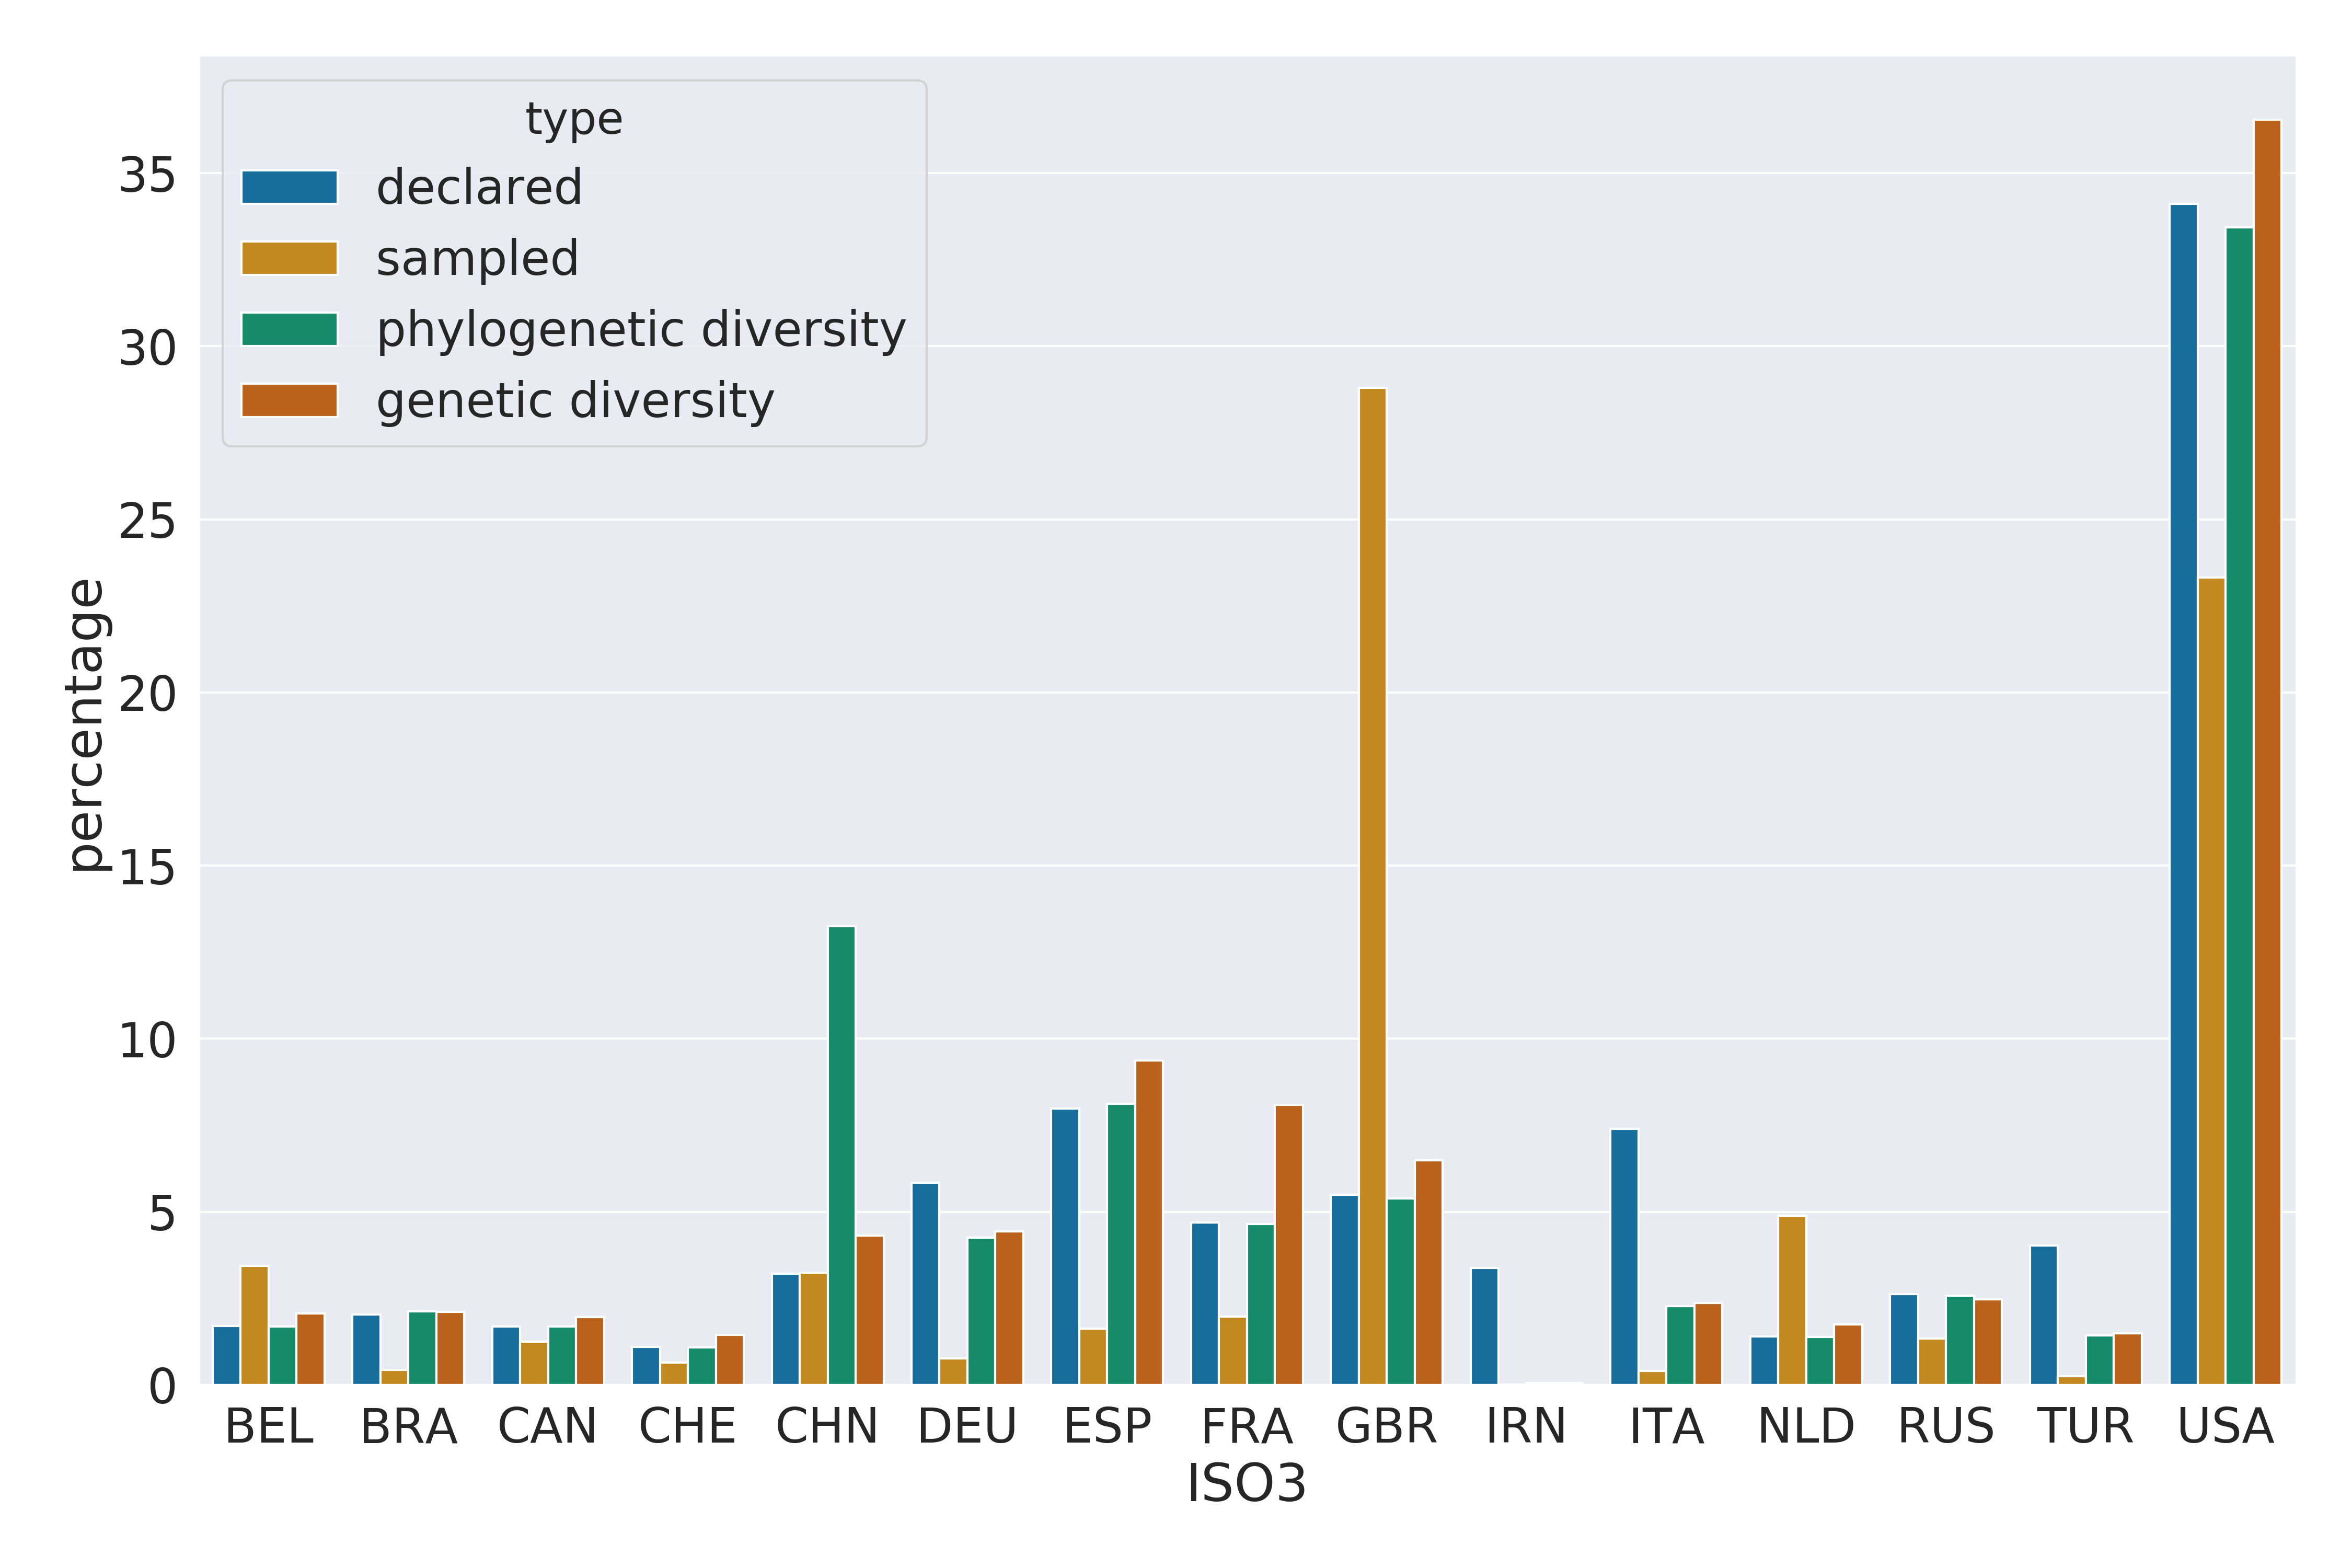 type
declared
sampled
phylogenetic diversity
genetic diversity
percentage
35
30
25
20
15
10
5
0
BEL BRA CAN CHE CHN DEU ESP FRA GBR IRN ITA NLD RUS TUR USA
ISO3